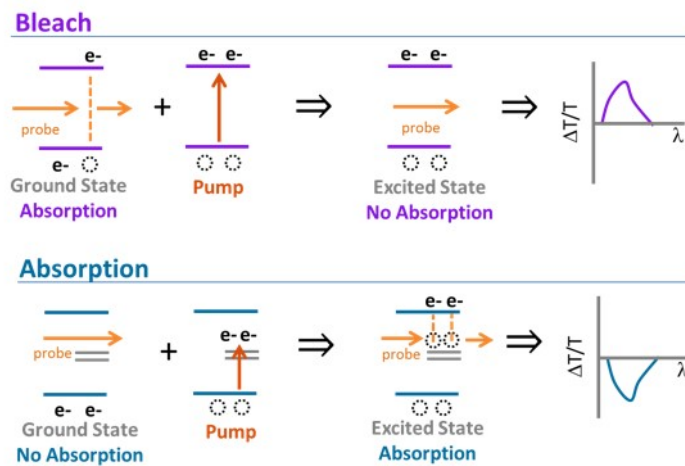 Bleach
e-
e- e-
e- e-
probe
+
⇒
probe
⇒
ΔT/T
λ
e-
Ground State
Absorption
Pump
Excited State
No Absorption
Absorption
e- e-
e- e-
probe
+
⇒
probe
⇒
ΔT/T
λ
e- e-
Ground State
No Absorption
Pump
Excited State
Absorption